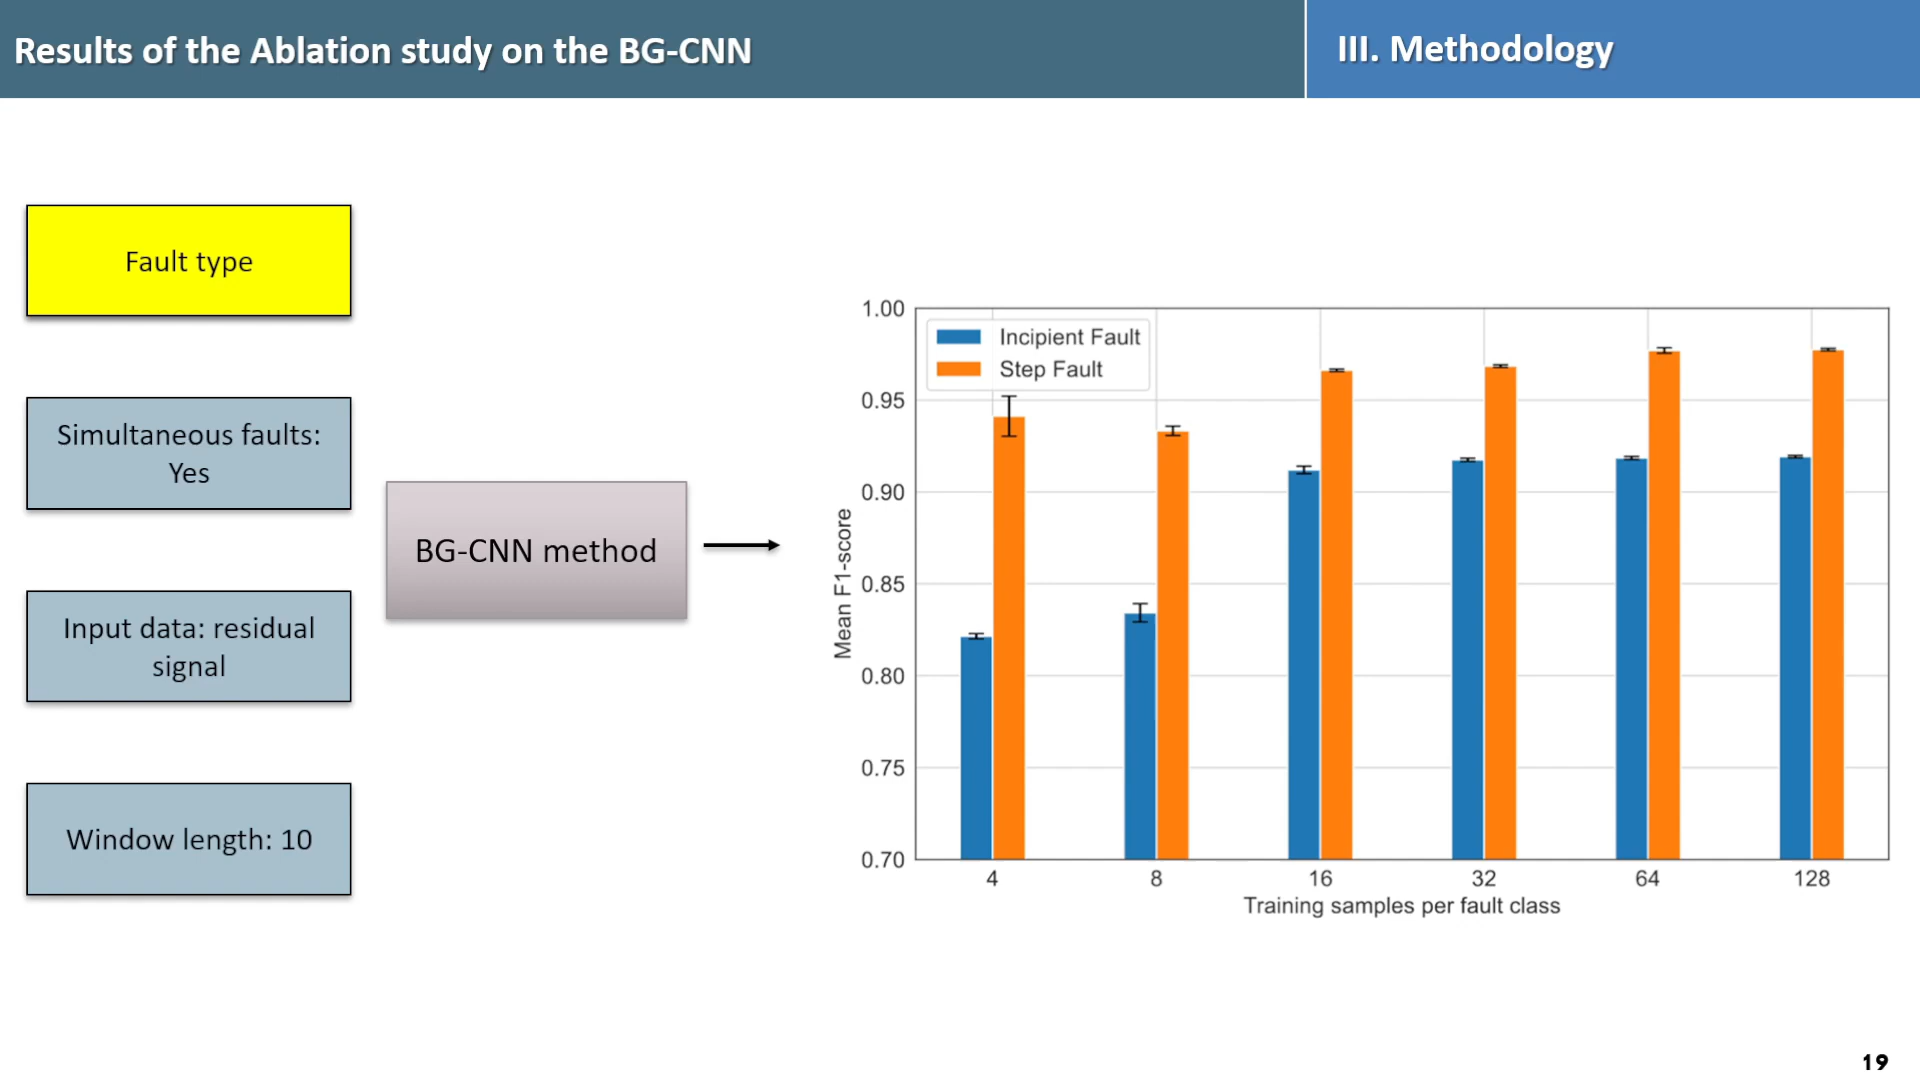 Results of the Ablation study on the BG-CNN
III. Methodology
Fault type
Simultaneous faults:
Yes
Input data: residual
signal
Window length: 10
BG-CNN method
Incipient Fault
Step Fault
Mean F1-score
1.00
0.95
0.90
0.85
0.80
0.75
0.70
4
8
16
32
64
128
Training samples per fault class
19